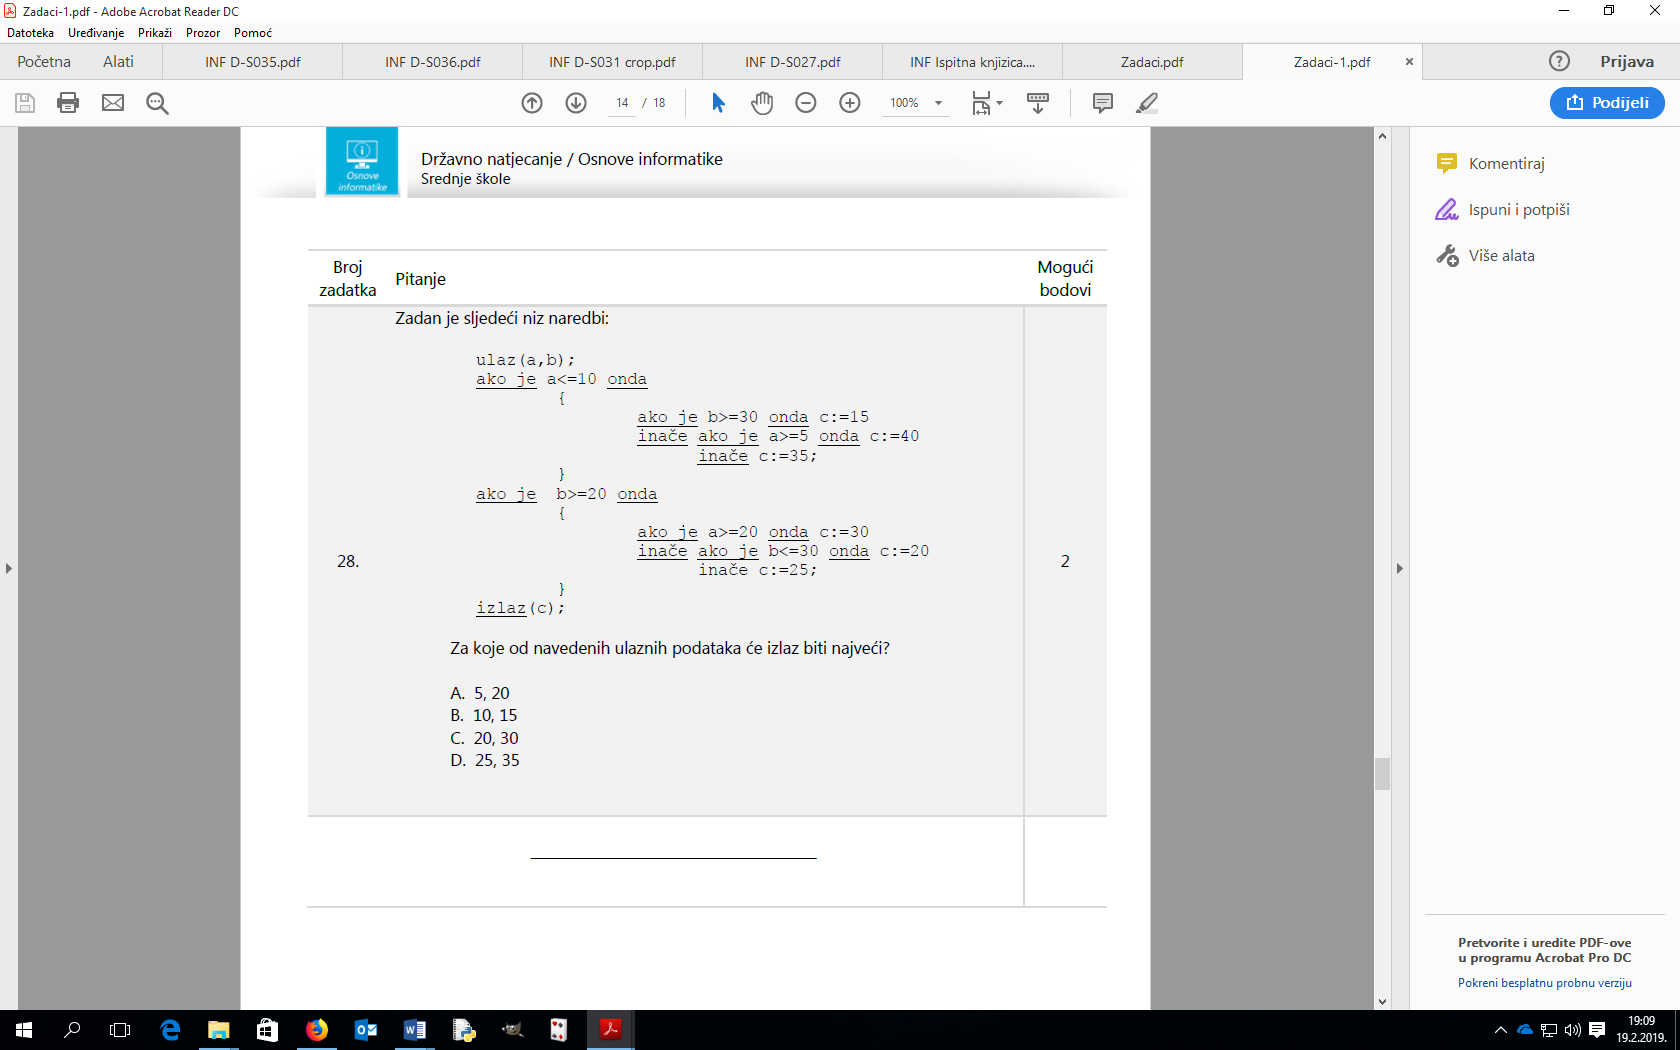 Zadaci-1.pdf - Adobe Acrobat Reader DC
Datoteka Uređivanje Prikaži Prozor Pomoć
Početna Alati INF D-S035.pdf INF D-S036.pdf INF D-S031 crop.pdf INF D-S027.pdf INF Ispitna knjizica.... Zadaci.pdf Zadaci-1.pdf × ? Prijava
14 / 18 100% Podijeli
Osnove informatike
Državno natjecanje / Osnove informatike
Srednje škole
Komentiraj
Ispuni i potpiši
Više alata
Broj zadatka Pitanje Mogući bodovi
Zadan je sljedeći niz naredbi:
ulaz(a,b);
ako je a<=10 onda
{
ako je b>=30 onda c:=15
inače ako je a>=5 onda c:=40
inače c:=35;
}
ako je b>=20 onda
{
ako je a>=20 onda c:=30
inače ako je b<=30 onda c:=20
28. 2
inače c:=25;
}
izlaz(c);
Za koje od navedenih ulaznih podataka će izlaz biti najveći?
A. 5, 20
B. 10, 15
C. 20, 30
D. 25, 35
Pretvorite i uredite PDF-ove
u programu Acrobat Pro DC
Pokreni besplatnu probnu verziju
19:09
19.2.2019.